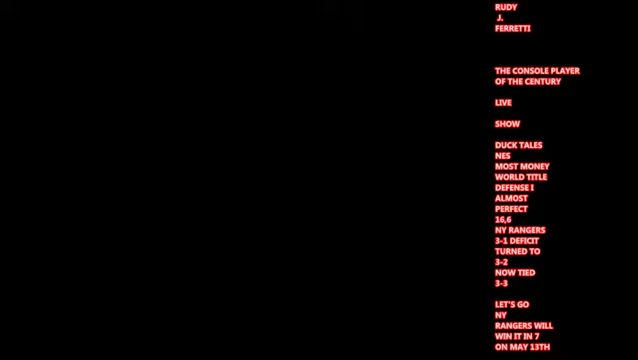 RUDY
J.
FERRETTI
THE CONSOLE PLAYER
OF THE CENTURY
LIVE
SHOW
DUCK TALES
NES
MOST MONEY
WORLD TITLE
DEFENSE I
ALMOST
PERFECT
16,6
NY RANGERS
3-1 DEFICIT
TURNED TO
3-2
NOW TIED
3-3
LET'S GO
NY
RANGERS WILL
WIN IT IN 7
ON MAY 13TH